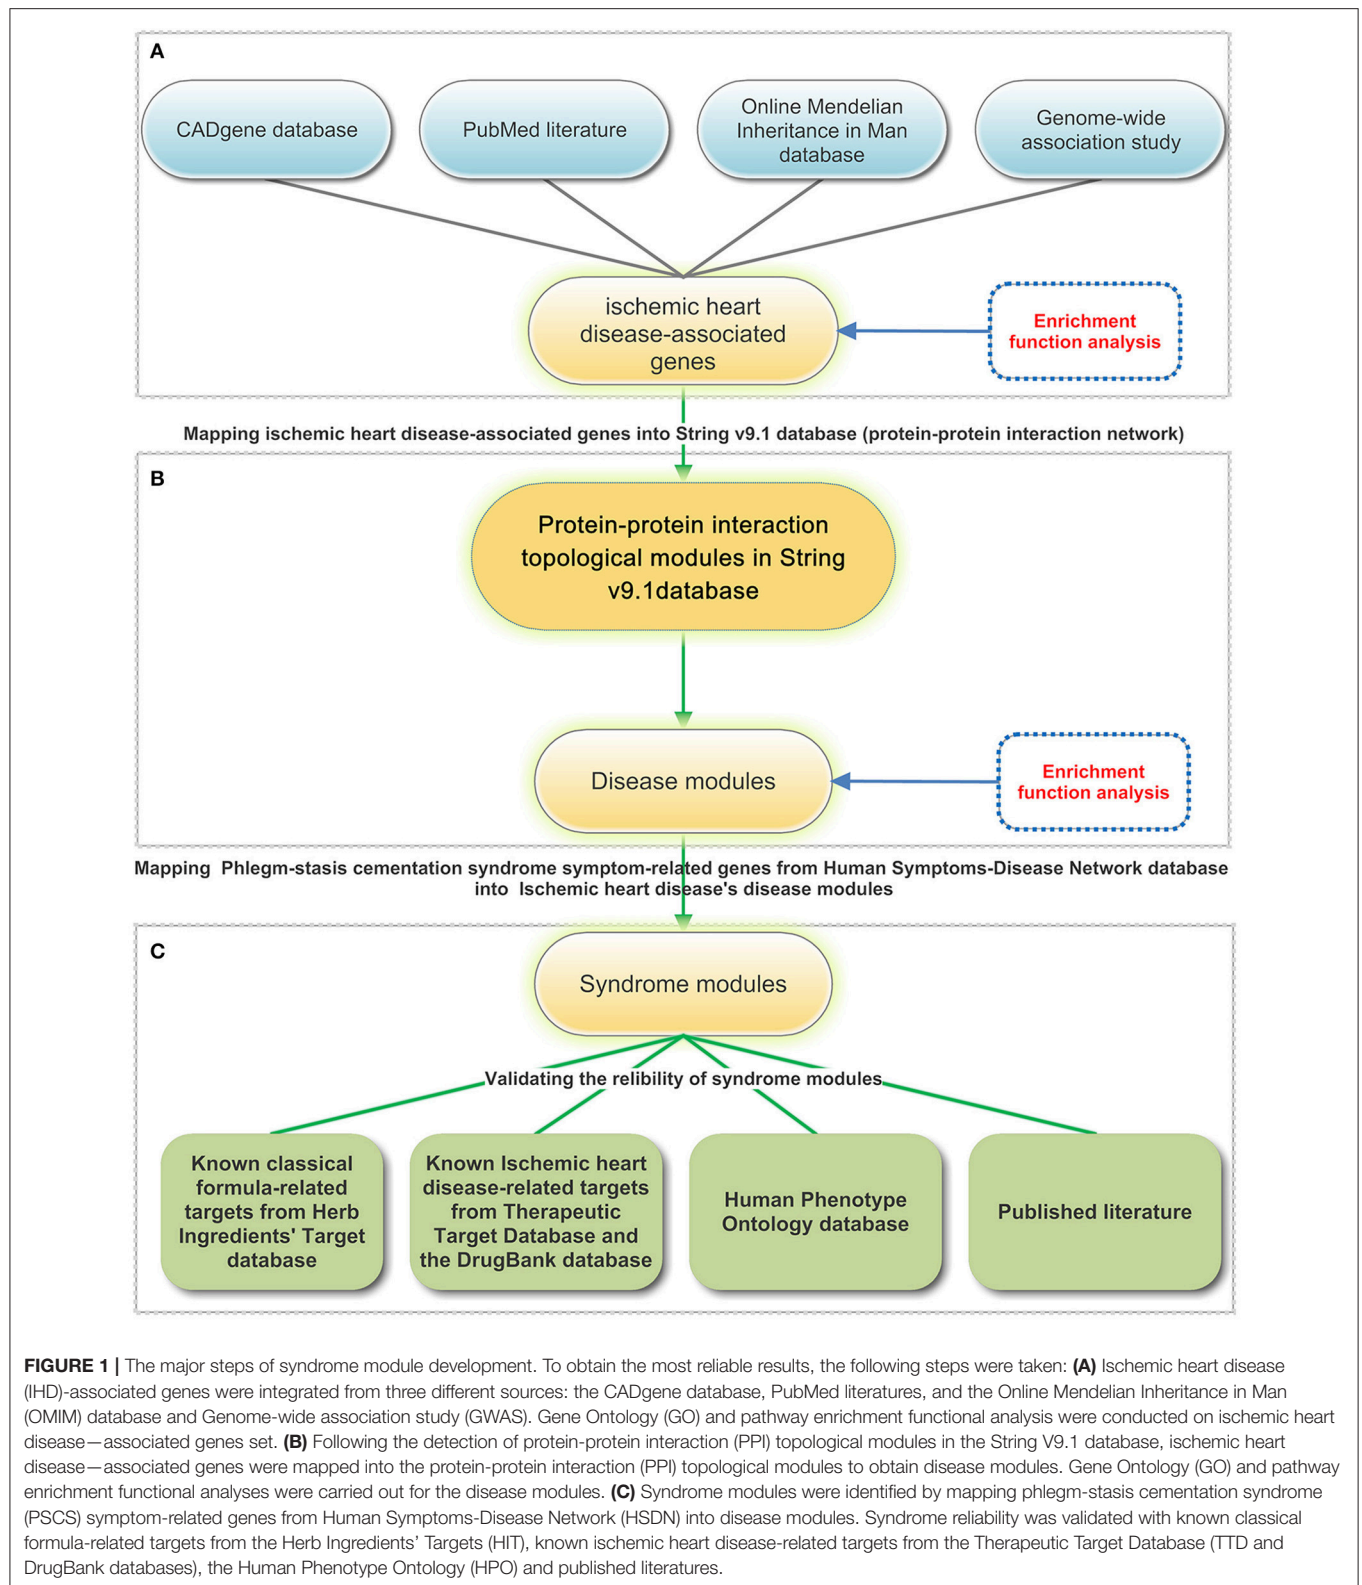 A
CADgene database
PubMed literature
Online Mendelian
Inheritance in Man
database
Genome-wide
association study
ischemic heart
disease-associated
genes
Enrichment
function analysis
Mapping ischemic heart disease-associated genes into String v9.1 database (protein-protein interaction network)
B
Protein-protein interaction
topological modules in String
v9.1database
Disease modules
Enrichment
function analysis
Mapping Phlegm-stasis cementation syndrome symptom-related genes from Human Symptoms-Disease Network database
into Ischemic heart disease's disease modules
C
Syndrome modules
Validating the relibility of syndrome modules
Known classical
formula-related
targets from Herb
Ingredients' Target
database
Known Ischemic heart
disease-related targets
from Therapeutic
Target Database and
the DrugBank database
Human Phenotype
Ontology database
Published literature
FIGURE 1 | The major steps of syndrome module development. To obtain the most reliable results, the following steps were taken: (A) Ischemic heart disease
(IHD)-associated genes were integrated from three different sources: the CADgene database, PubMed literatures, and the Online Mendelian Inheritance in Man
(OMIM) database and Genome-wide association study (GWAS). Gene Ontology (GO) and pathway enrichment functional analysis were conducted on ischemic heart
disease—associated genes set. (B) Following the detection of protein-protein interaction (PPI) topological modules in the String V9.1 database, ischemic heart
disease—associated genes were mapped into the protein-protein interaction (PPI) topological modules to obtain disease modules. Gene Ontology (GO) and pathway
enrichment functional analyses were carried out for the disease modules. (C) Syndrome modules were identified by mapping phlegm-stasis cementation syndrome
(PSCS) symptom-related genes from Human Symptoms-Disease Network (HSDN) into disease modules. Syndrome reliability was validated with known classical
formula-related targets from the Herb Ingredients' Targets (HIT), known ischemic heart disease-related targets from the Therapeutic Target Database (TTD and
DrugBank databases), the Human Phenotype Ontology (HPO) and published literatures.